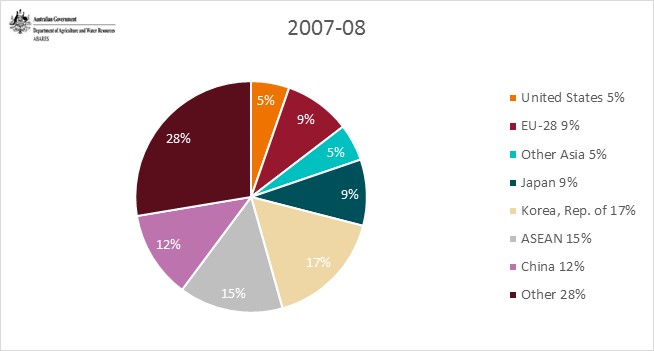 Australian Government
Department of Agriculture and Water Resources
ABARES
2007-08
5%
9%
5%
9%
17%
15%
12%
28%
United States 5%
EU-28 9%
Other Asia 5%
Japan 9%
Korea, Rep. of 17%
ASEAN 15%
China 12%
Other 28%